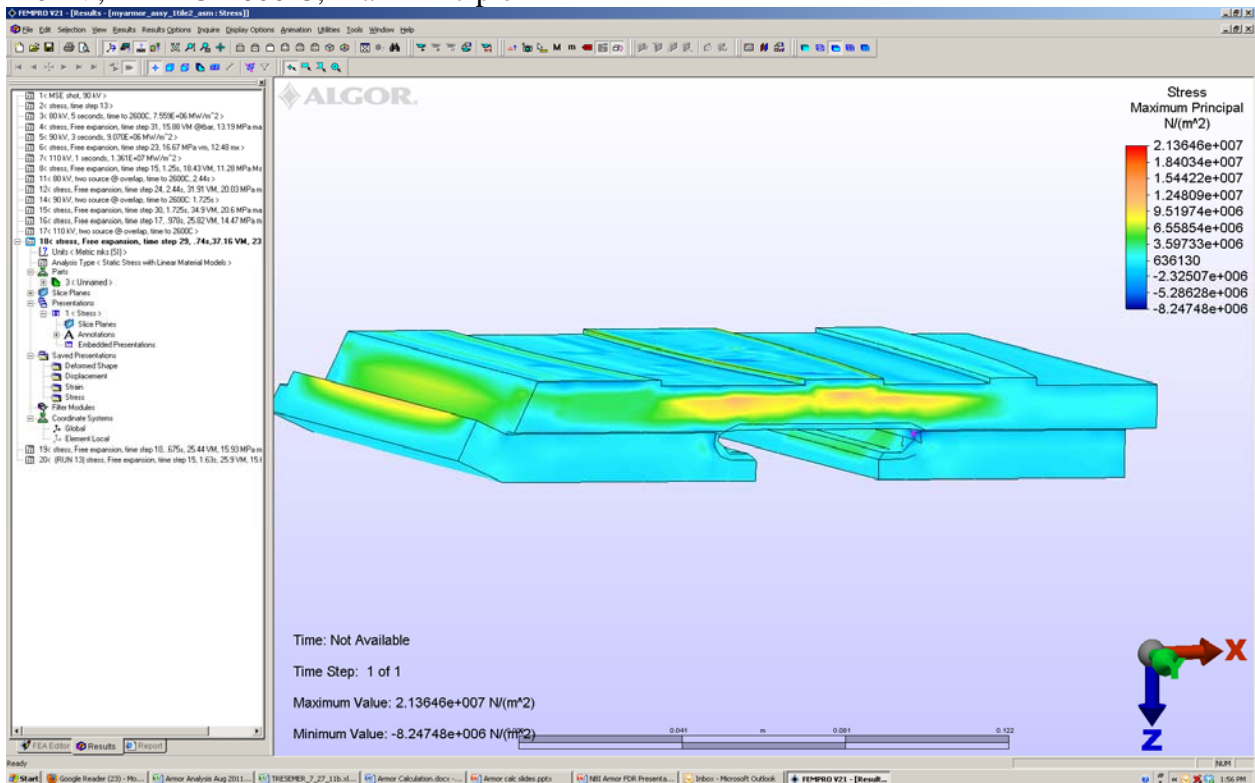 FEMPRO V21 - [Results - [myarmor_assy_1tile2_asm : Stress]]
File Edit Selection View Results Results Options Inquire Display Options Animation Utilities Tools Window Help
1< MSE shot, 90 kV >
2< stress, time step 13 >
3< 80 kV, 5 seconds, time to 2600C, 7.559E+06 MW/m^2 >
4< stress, Free expansion, time step 31, 15.88 VM @tbar, 13.19 MPa ma
5< 90 kV, 3 seconds, 9.070E+06 MW/m^2 >
6< stress, Free expansion, time step 23, 16.67 MPa vm, 12.48 mx >
7< 110 kV, 1 seconds, 1.361E+07 MW/m^2 >
8< stress, Free expansion, time step 15, 1.25s, 18.43 VM, 11.28 MPa Ma
11< 80 kV, two source @ overlap, time to 2600C, 2.44s >
12< stress, Free expansion, time step 24, 2.44s, 31.91 VM, 20.03 MPa m
14< 90 kV, two source @ overlap, time to 2600C: 1.725s >
15< stress, Free expansion, time step 30, 1.725s, 34.9 VM, 20.6 MPa ma
16< stress, Free expansion, time step 17, .978s, 25.82 VM, 14.47 MPa m
17< 110 kV, two source @ overlap, time to 2600C >
18< stress, Free expansion, time step 29, .74s,37.16 VM, 23
Units < Metric mks (SI) >
Analysis Type < Static Stress with Linear Material Models >
Parts
3 < Unnamed >
Slice Planes
Presentations
1 < Stress >
Slice Planes
Annotations
Embedded Presentations
Saved Presentations
Deformed Shape
Displacement
Strain
Stress
Filter Modules
Coordinate Systems
Global
Element Local
19< stress, Free expansion, time step 10, .675s, 25.44 VM, 15.93 MPa m
20< (RUN 13) stress, Free expansion, time step 15, 1.63s, 25.9 VM, 15.
FEA Editor Results Report
ALGOR.
Stress
Maximum Principal
N/(m^2)
2.13646e+007
1.84034e+007
1.54422e+007
1.24809e+007
9.51974e+006
6.55854e+006
3.59733e+006
636130
-2.32507e+006
-5.28628e+006
-8.24748e+006
Time: Not Available
Time Step: 1 of 1
Maximum Value: 2.13646e+007 N/(m^2)
Minimum Value: -8.24748e+006 N/(m^2)
0.041 m 0.081 0.122
X
Y
Z
Ready
NUM
Start Google Reader (23) - Mo... Armor Analysis Aug 2011... TRESEMER_7_27_11b.xl... Armor Calculation.docx -... Armor calc slides.pptx NBI Armor FDR Presenta... Inbox - Microsoft Outlook FEMPRO V21 - [Result... 1:56 PM